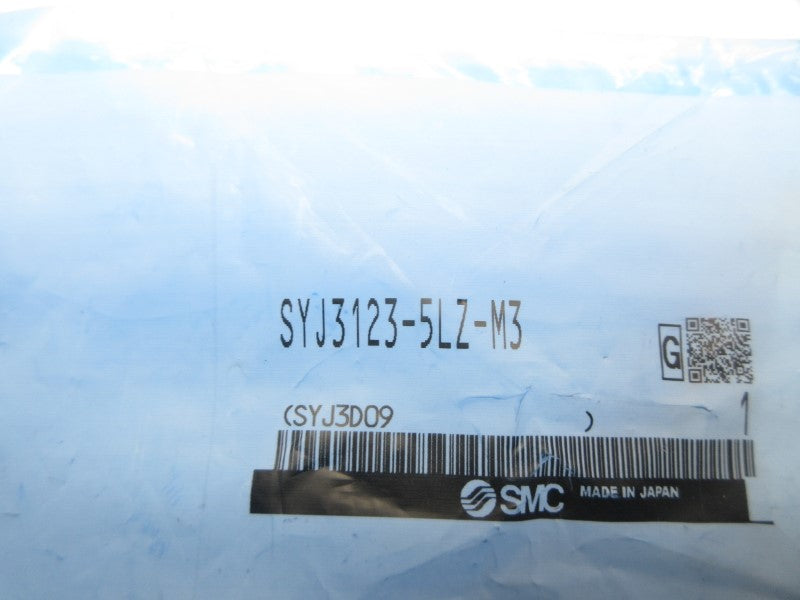 SYJ3123-5LZ-M3
G
(SYJ3D09 ) 1
SMC MADE IN JAPAN